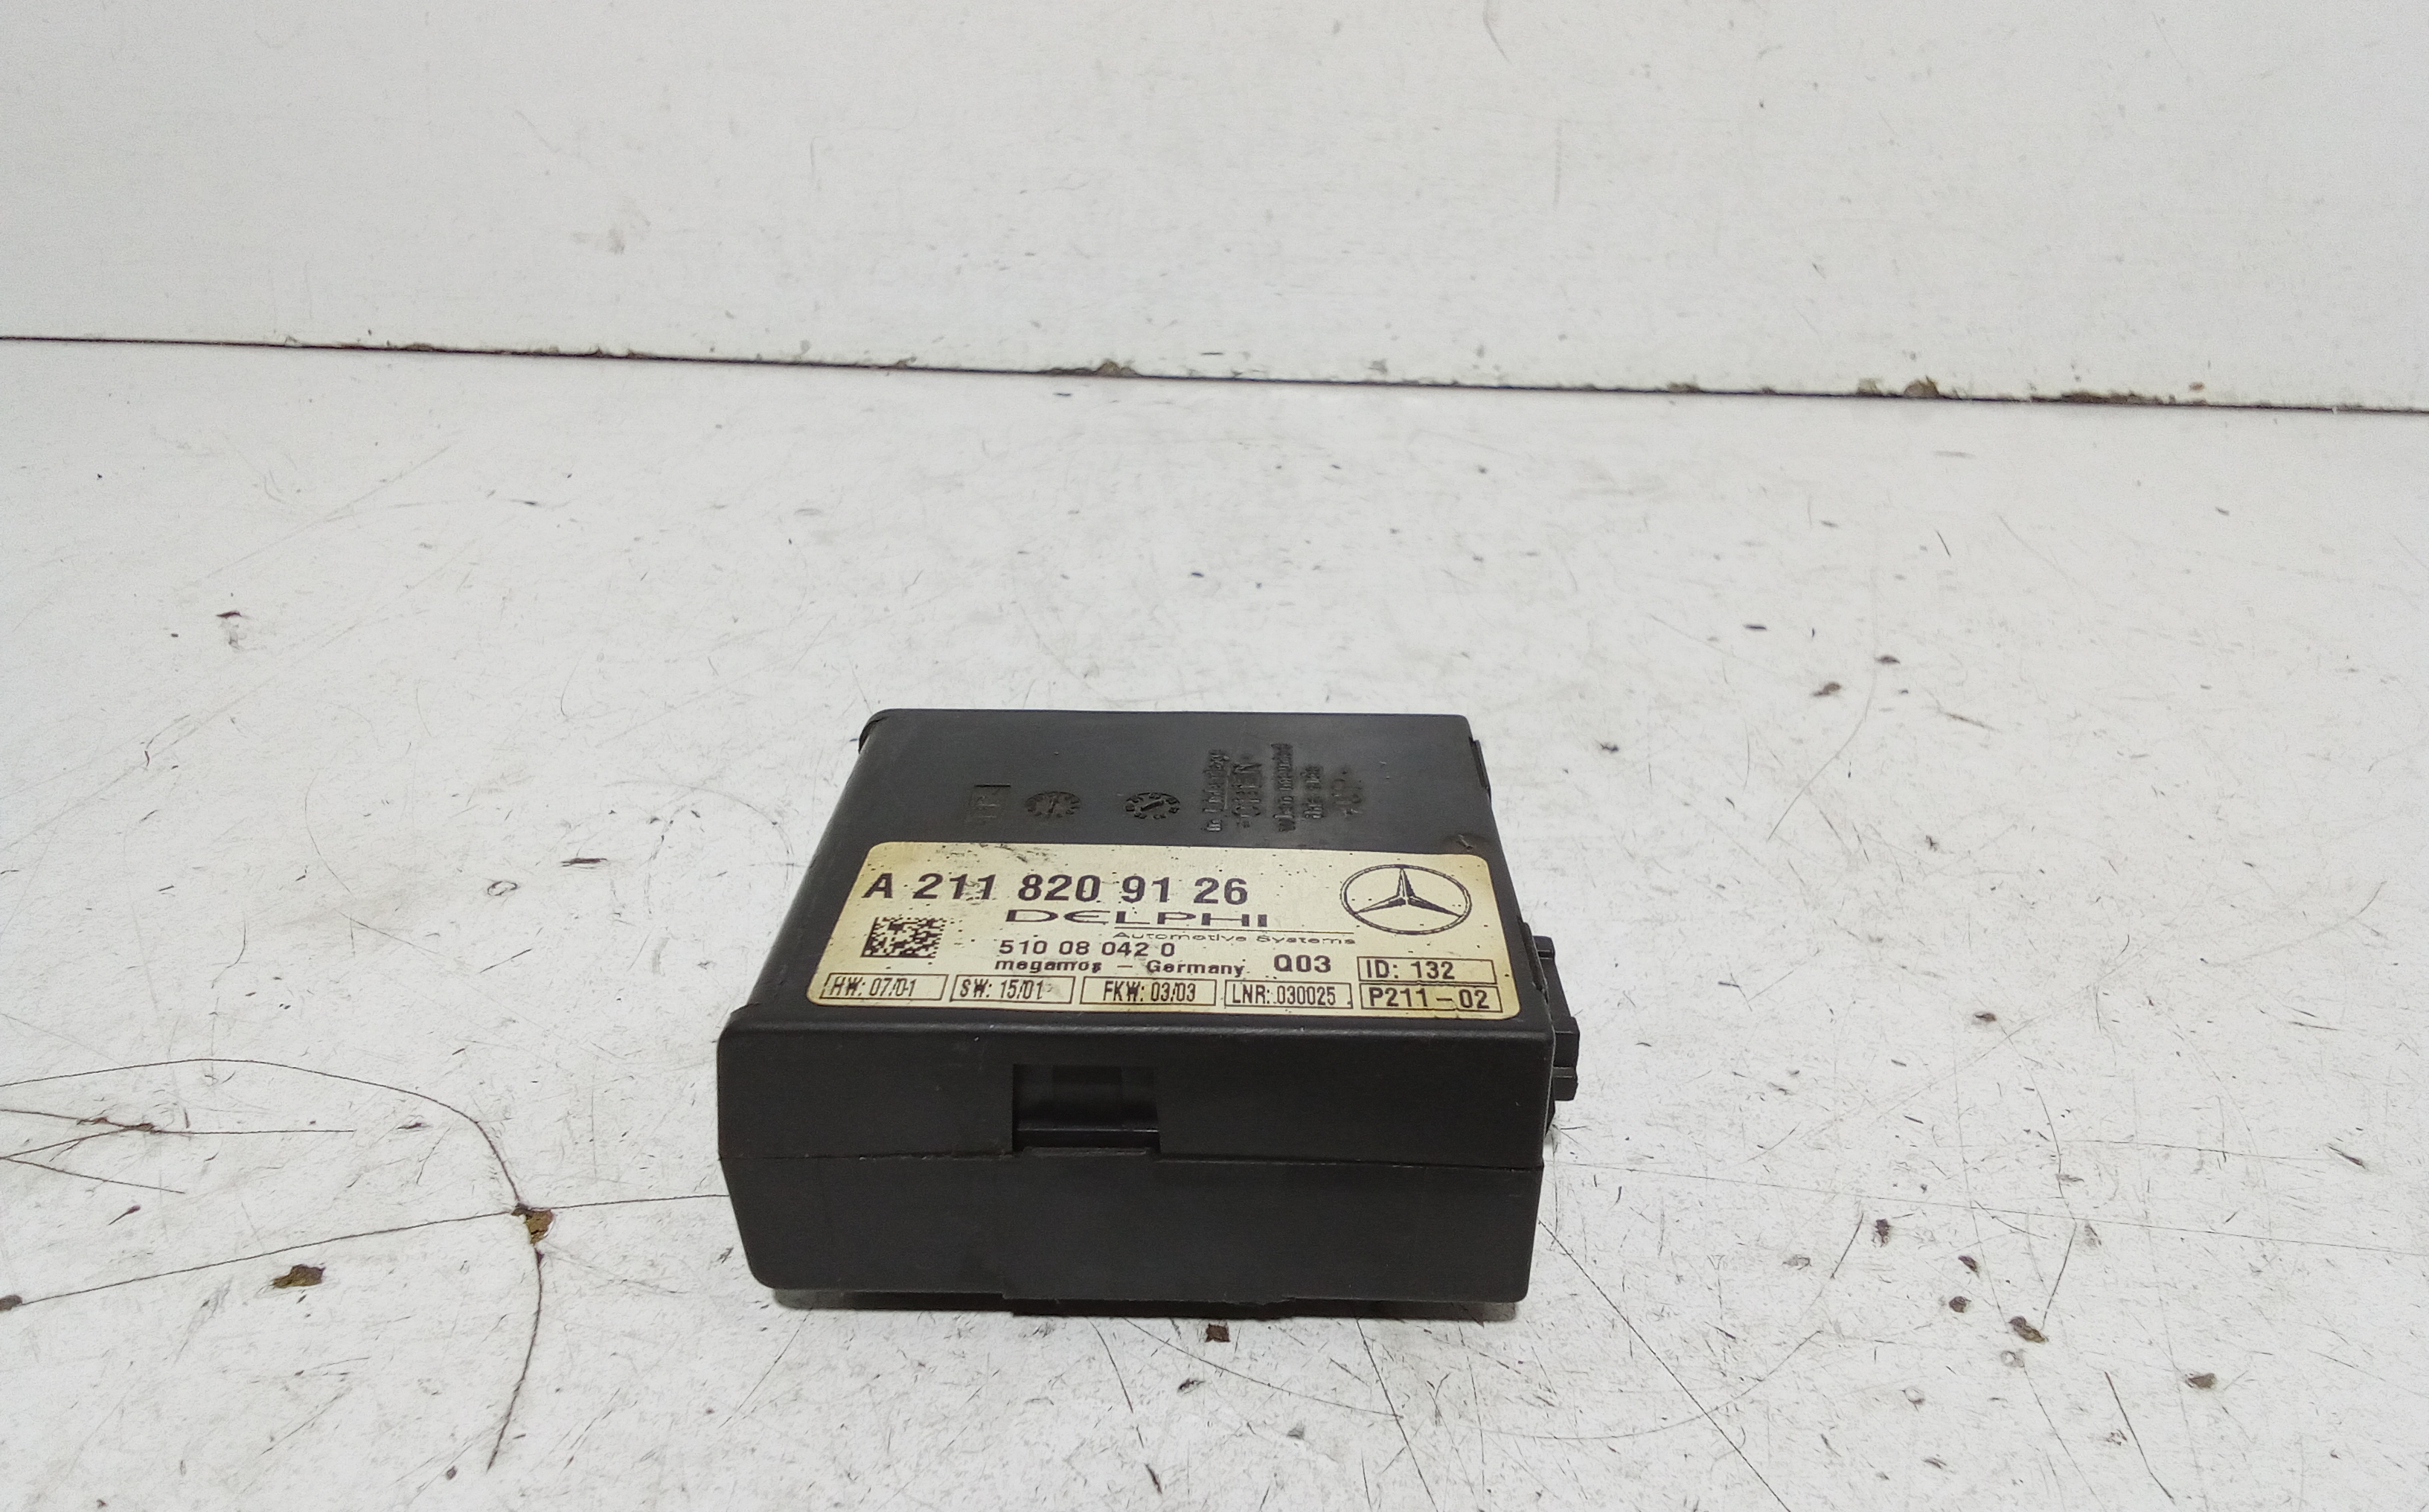 A 211 820 91 26
DELPHI
Automotive Systems
510 08 042 0
megamos - Germany Q03
ID: 132
HW: 07/01 SW: 15/01 FKW: 03/03 LNR: 030025 P211-02